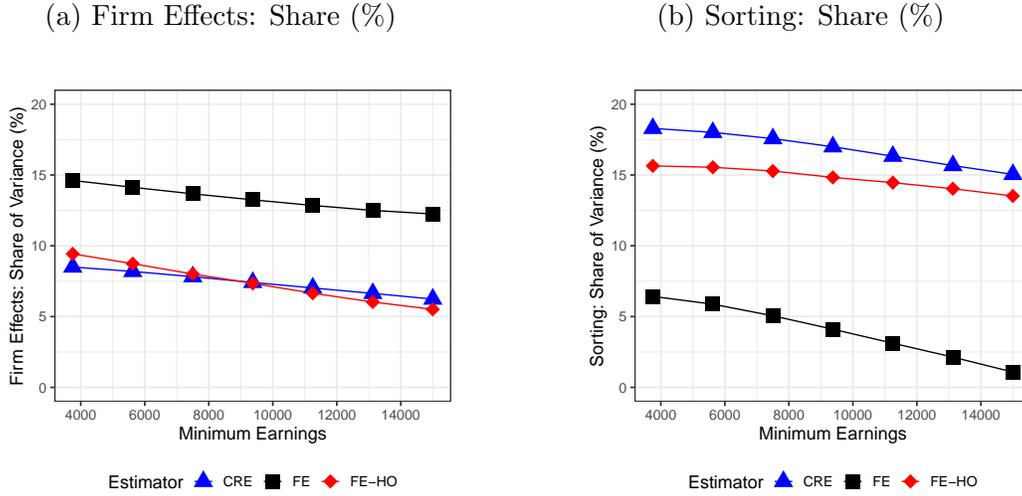 (a) Firm Effects: Share (%)
(b) Sorting: Share (%)
Firm Effects: Share of Variance (%)
20
15
10
5
0
4000 6000 8000 10000 12000 14000
Minimum Earnings
Estimator CRE FE FE−HO
Sorting: Share of Variance (%)
20
15
10
5
0
4000 6000 8000 10000 12000 14000
Minimum Earnings
Estimator CRE FE FE−HO